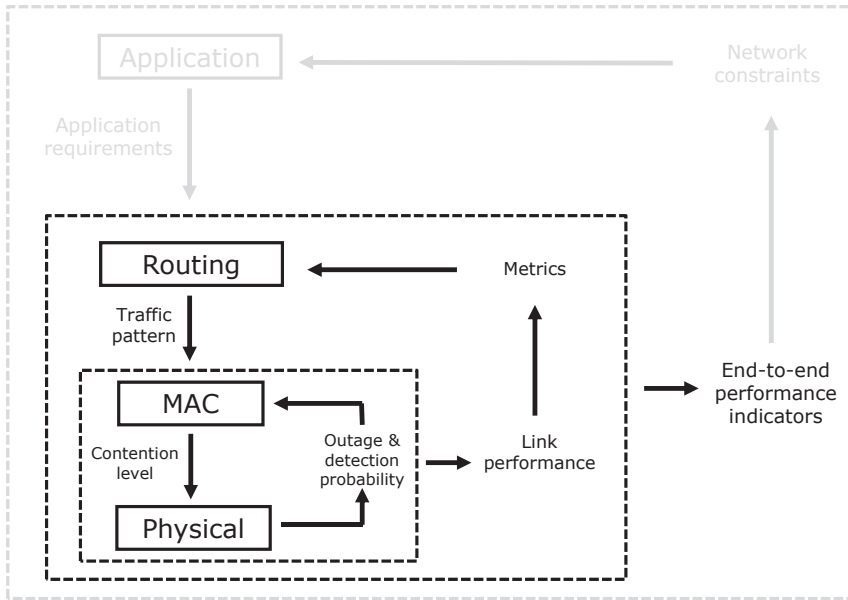 Application
Network
constraints
Application
requirements
Routing
Metrics
Traffic
pattern
MAC
End-to-end
performance
indicators
Contention
level
Outage &
detection
probability
Link
performance
Physical